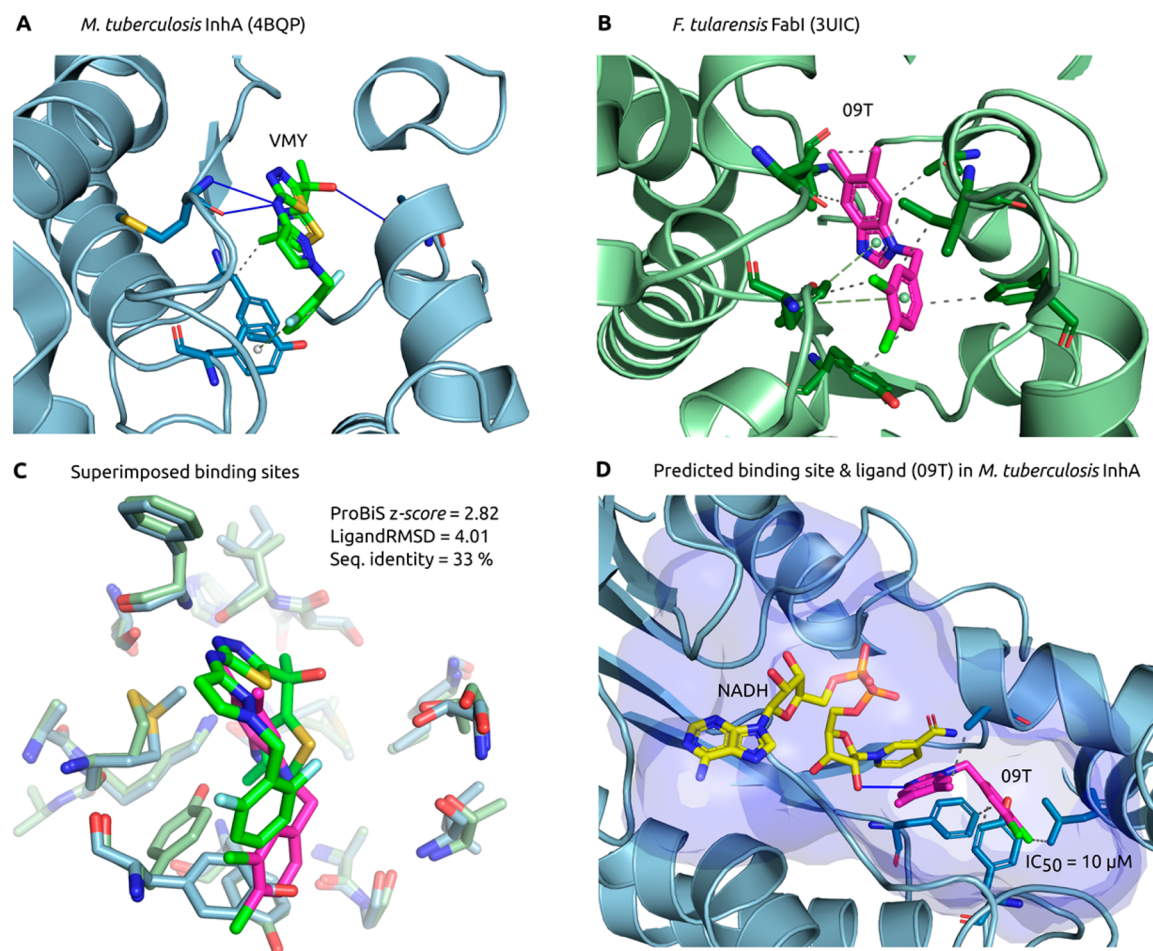 A M. tuberculosis InhA (4BQP)
VMY
B F. tularensis FabI (3UIC)
09T
C Superimposed binding sites
ProBiS z-score = 2.82
LigandRMSD = 4.01
Seq. identity = 33 %
D Predicted binding site & ligand (09T) in M. tuberculosis InhA
NADH
09T
IC50 = 10 µM